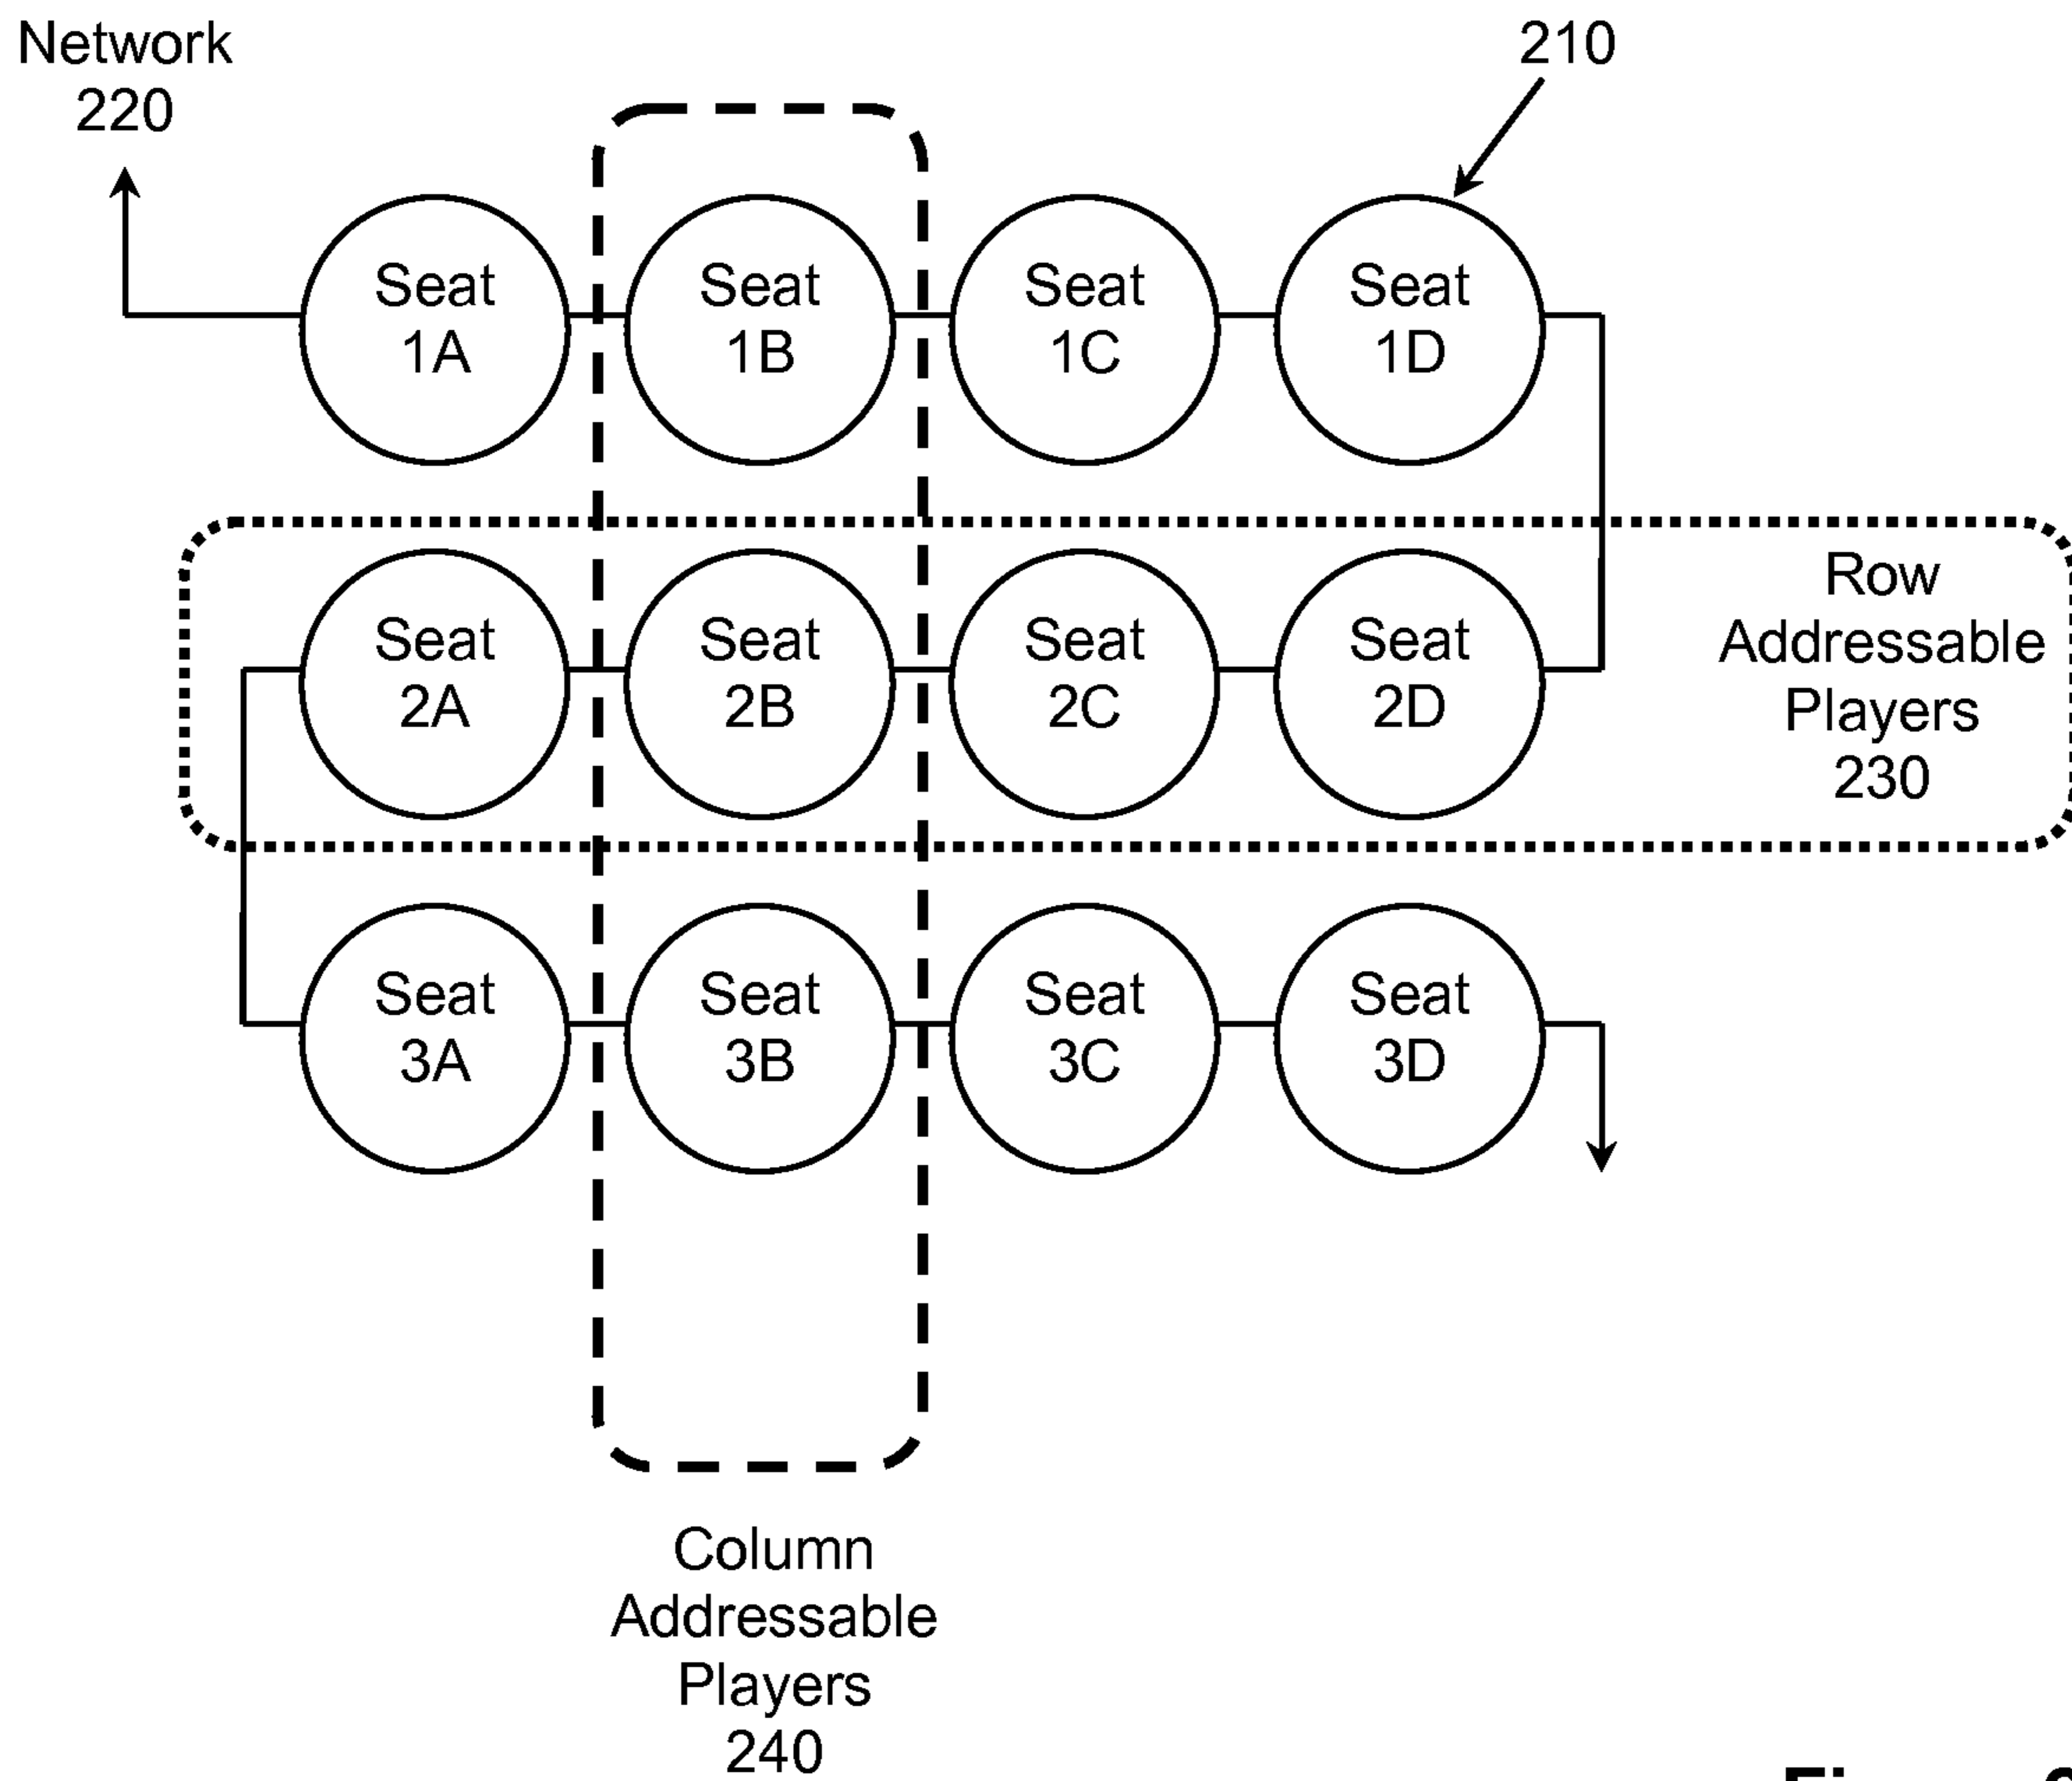 Network
220
210
Seat
1A
Seat
1B
Seat
1C
Seat
1D
Seat
2A
Seat
2B
Seat
2C
Seat
2D
Row
Addressable
Players
230
Seat
3A
Seat
3B
Seat
3C
Seat
3D
Column
Addressable
Players
240